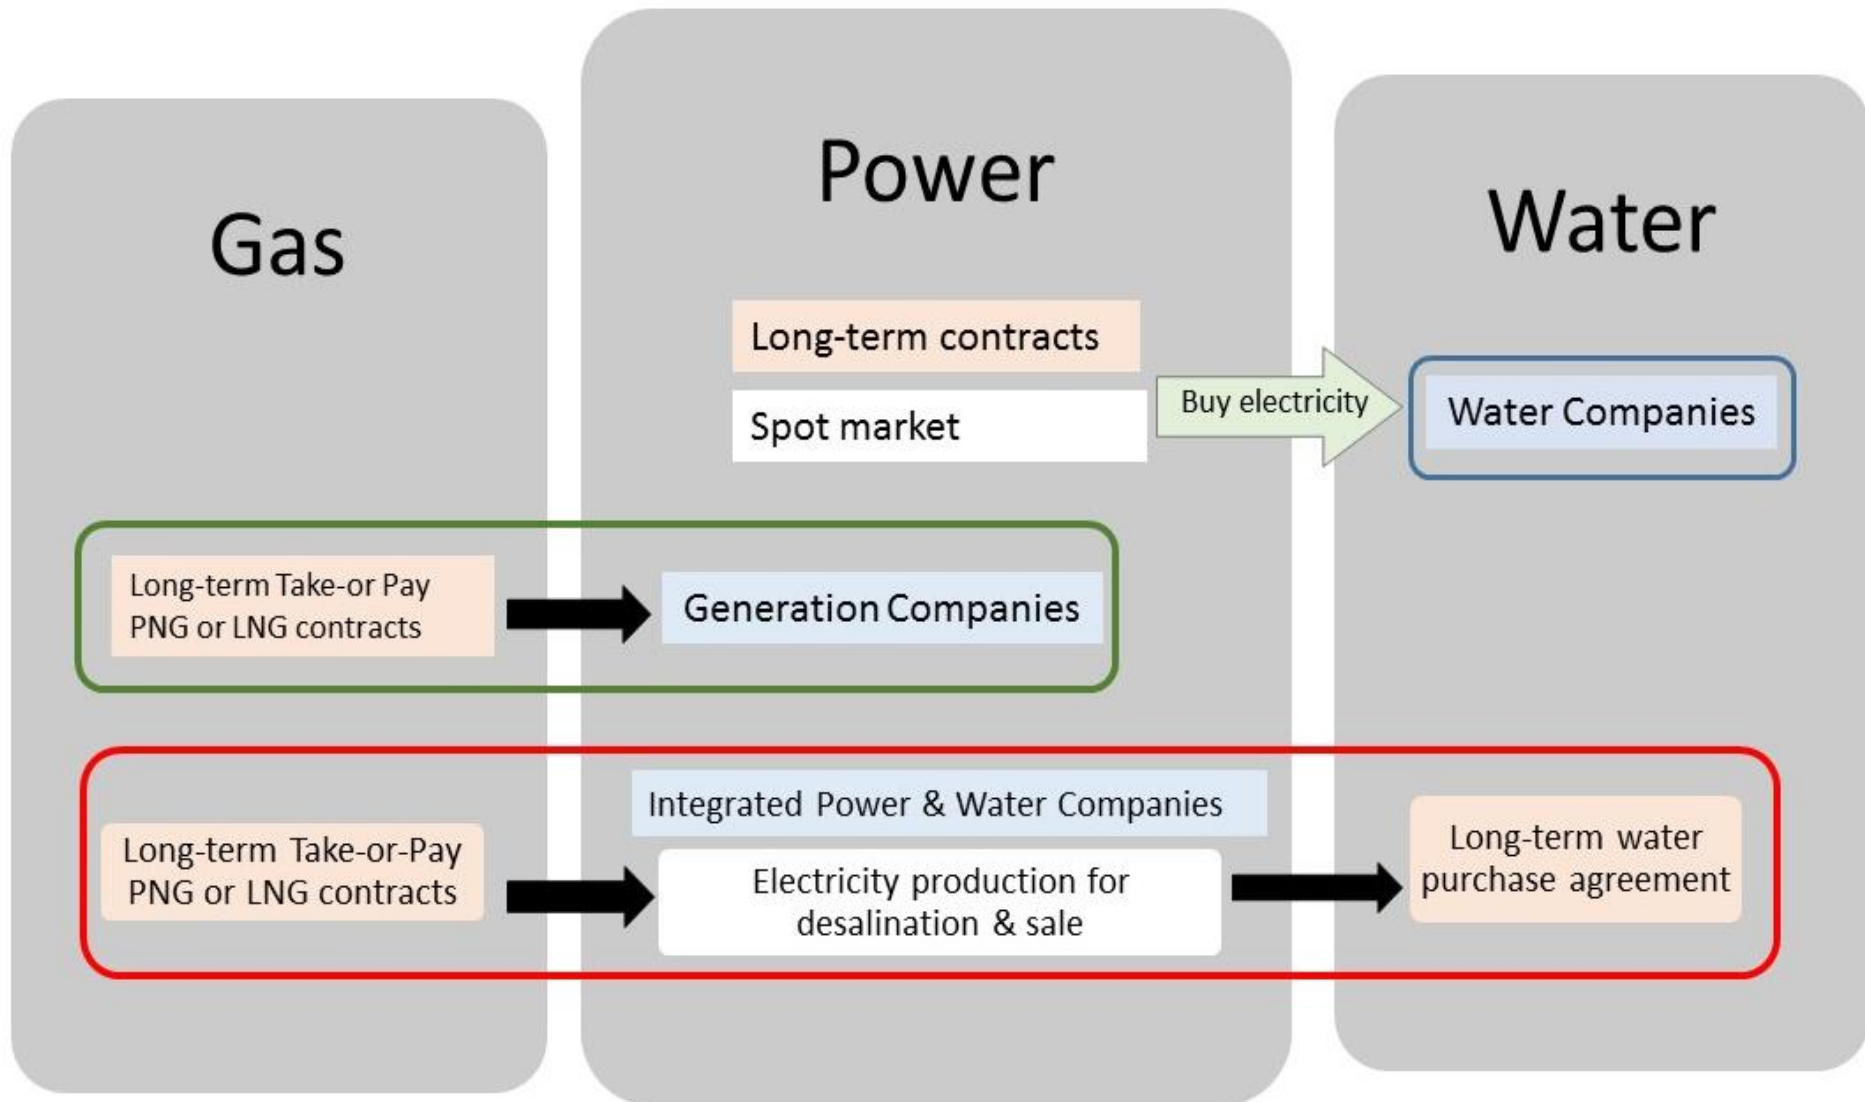 Gas
Power
Water
Long-term contracts
Spot market
Buy electricity
Water Companies
Long-term Take-or Pay
PNG or LNG contracts
Generation Companies
Integrated Power & Water Companies
Long-term Take-or-Pay
PNG or LNG contracts
Electricity production for
desalination & sale
Long-term water
purchase agreement